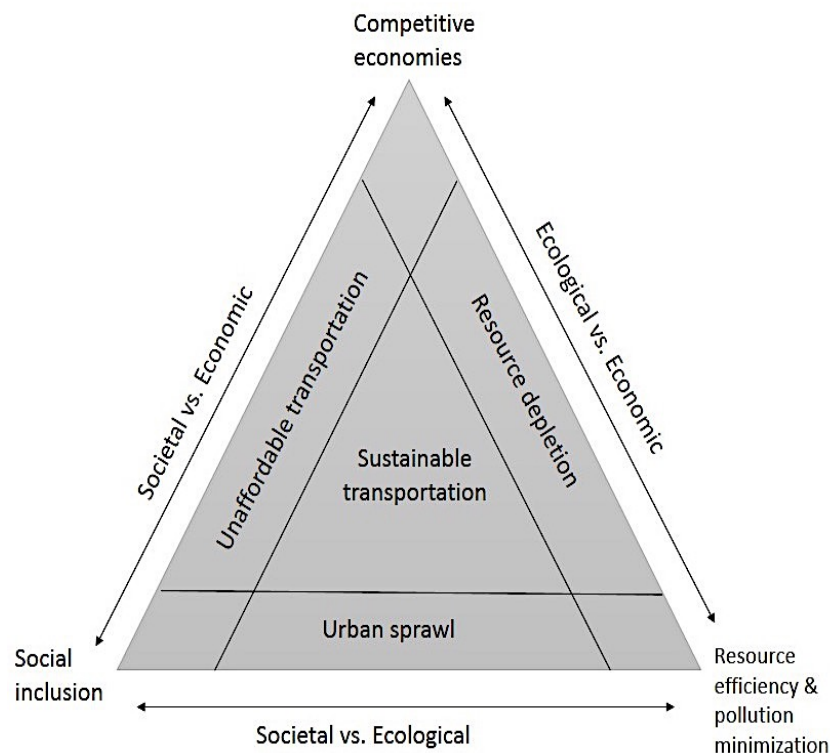 Competitive
economies
Societal vs. Economic
Ecological vs. Economic
Unaffordable transportation
Resource depletion
Sustainable
transportation
Urban sprawl
Social
inclusion
Resource
efficiency &
pollution
minimization
Societal vs. Ecological